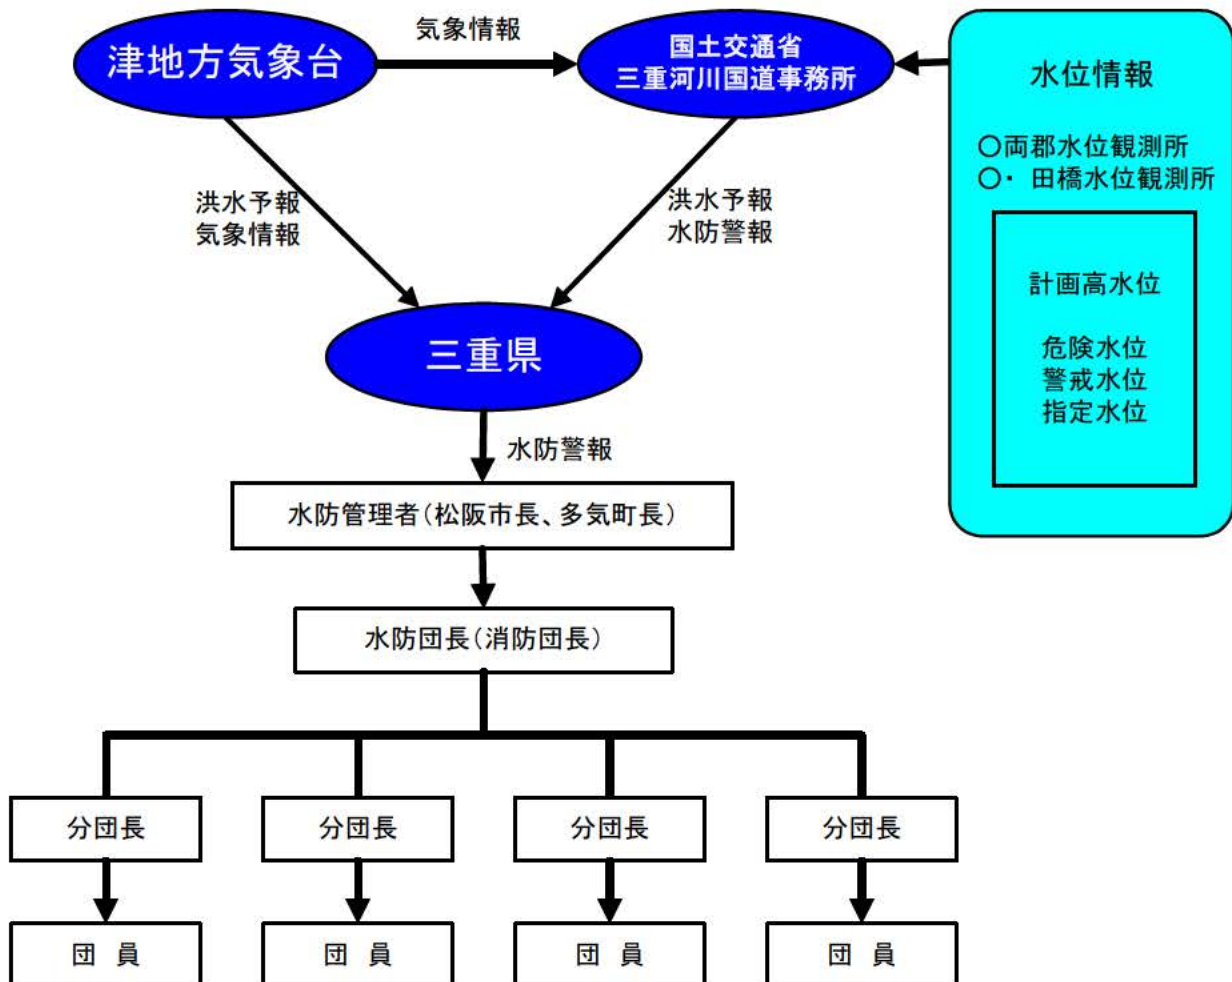 気象情報
津地方気象台
国土交通省
三重河川国道事務所
水位情報
○両郡水位観測所
○・ 田橋水位観測所
計画高水位
危険水位
警戒水位
指定水位
洪水予報
気象情報
洪水予報
水防警報
三重県
水防警報
水防管理者(松阪市長、多気町長)
水防団長(消防団長)
分団長
分団長
分団長
分団長
団 員
団 員
団 員
団 員